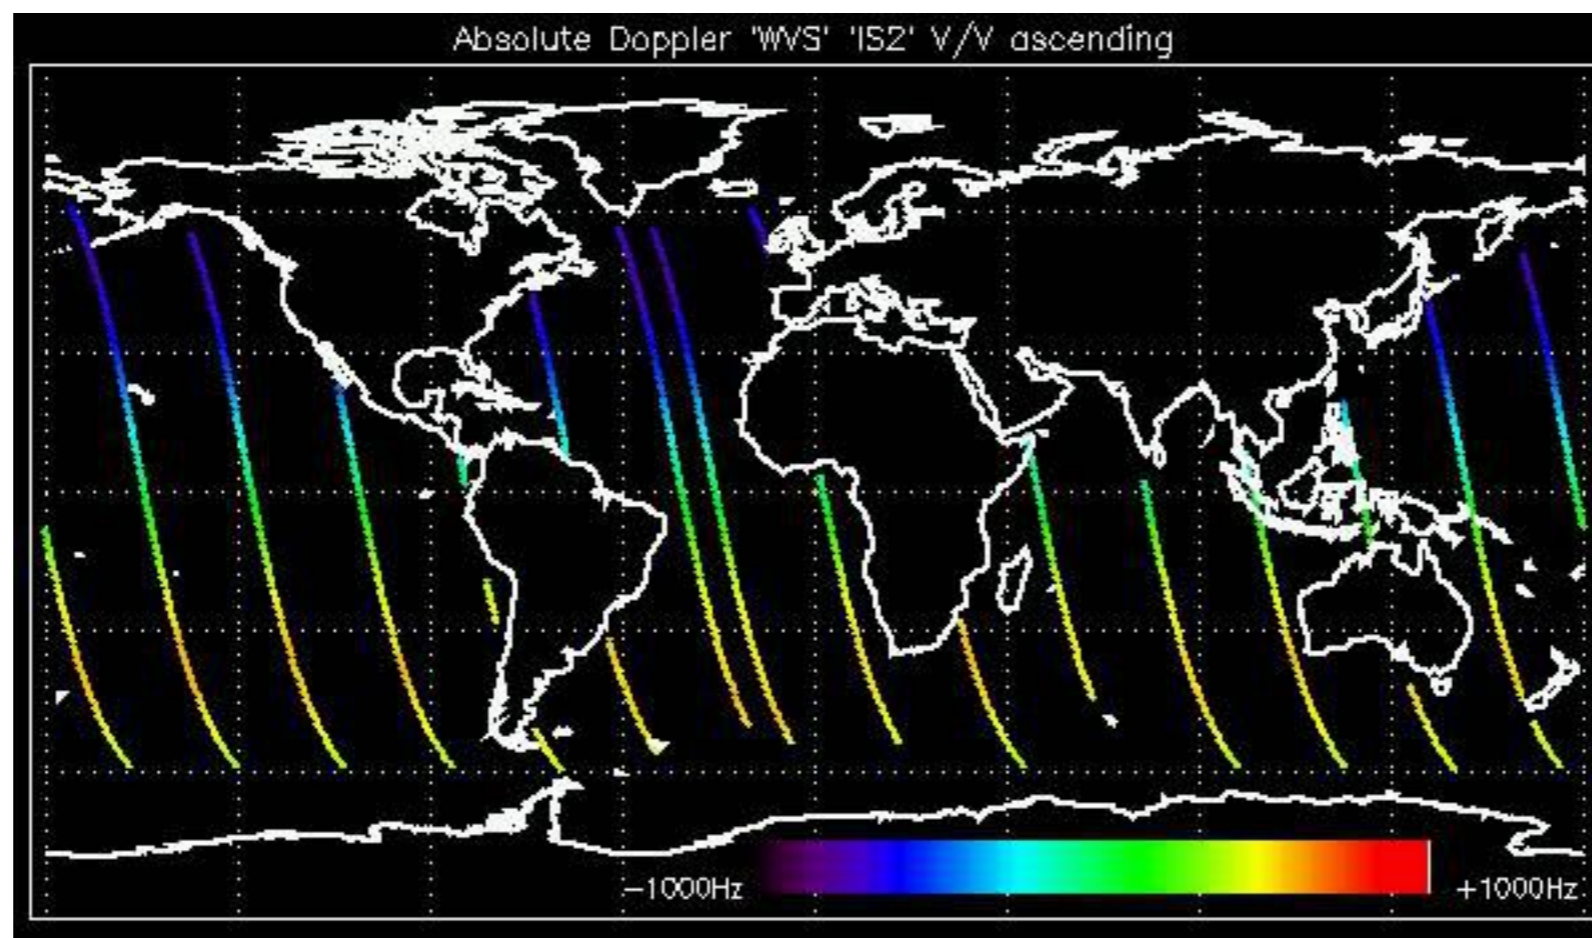 Absolute Doppler 'WVS' 'IS2' V/V ascending
−1000Hz +1000Hz